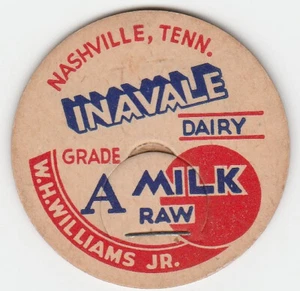 NASHVILLE, TENN.
INAVALE
DAIRY
GRADE
A MILK
RAW
W.H. WILLIAMS JR.